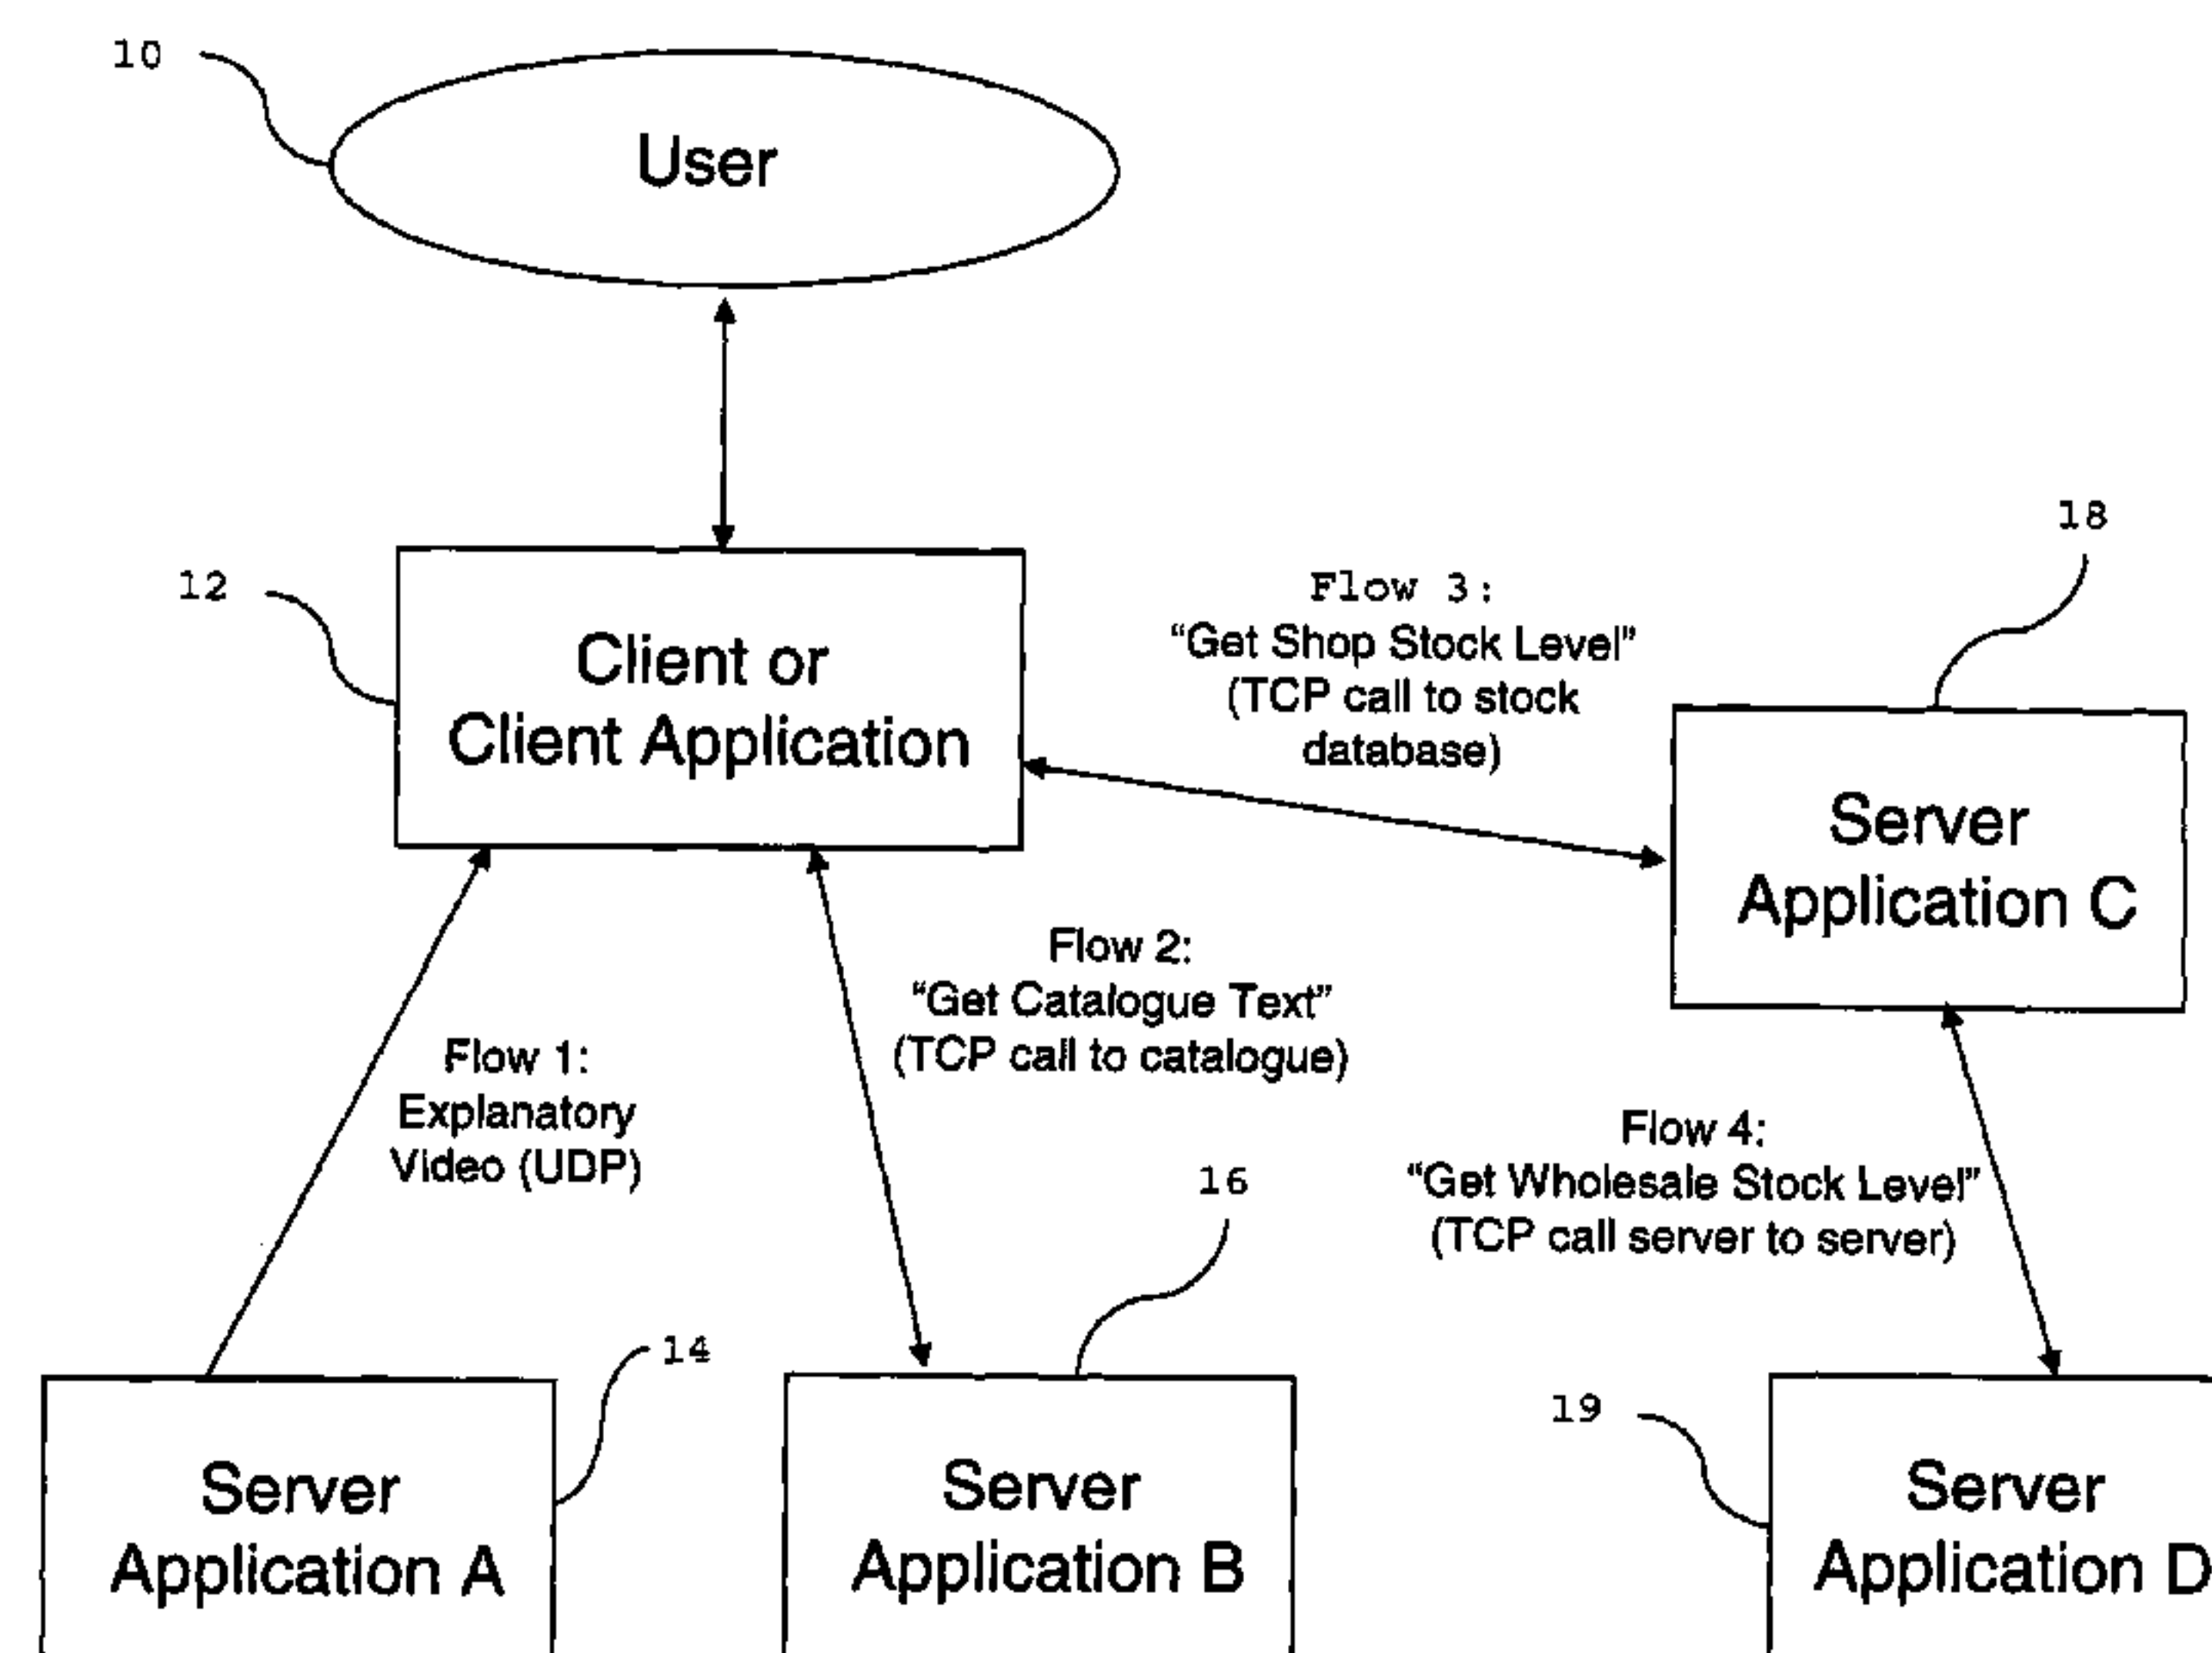 10
User
12
Client or
Client Application
18
Flow 3:
“Get Shop Stock Level”
(TCP call to stock
database)
Server
Application C
Flow 2:
“Get Catalogue Text”
(TCP call to catalogue)
Flow 1:
Explanatory
Video (UDP)
16
Flow 4:
“Get Wholesale Stock Level”
(TCP call server to server)
14
19
Server
Application A
Server
Application B
Server
Application D